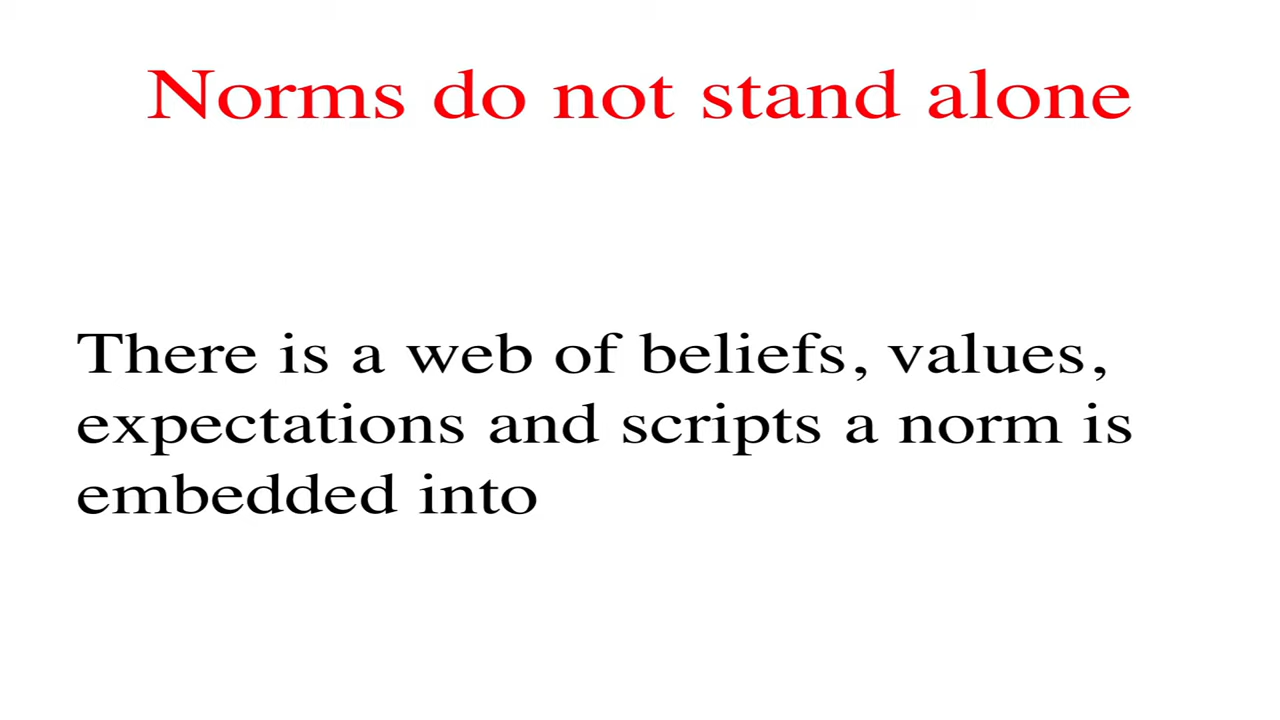 Norms do not stand alone
There is a web of beliefs, values,
expectations and scripts a norm is
embedded into